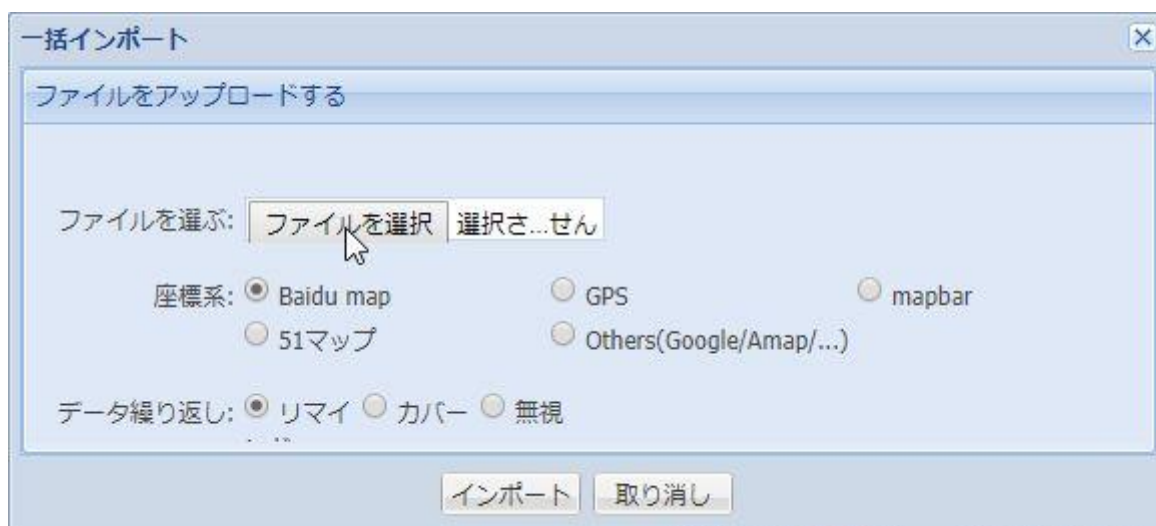 一括インポート
ファイルをアップロードする
ファイルを選ぶ: ファイルを選択 選択さ...せん
座標系: Baidu map GPS mapbar
51マップ Others(Google/Amap/...)
データ繰り返し: リマイ カバー 無視
インポート 取り消し